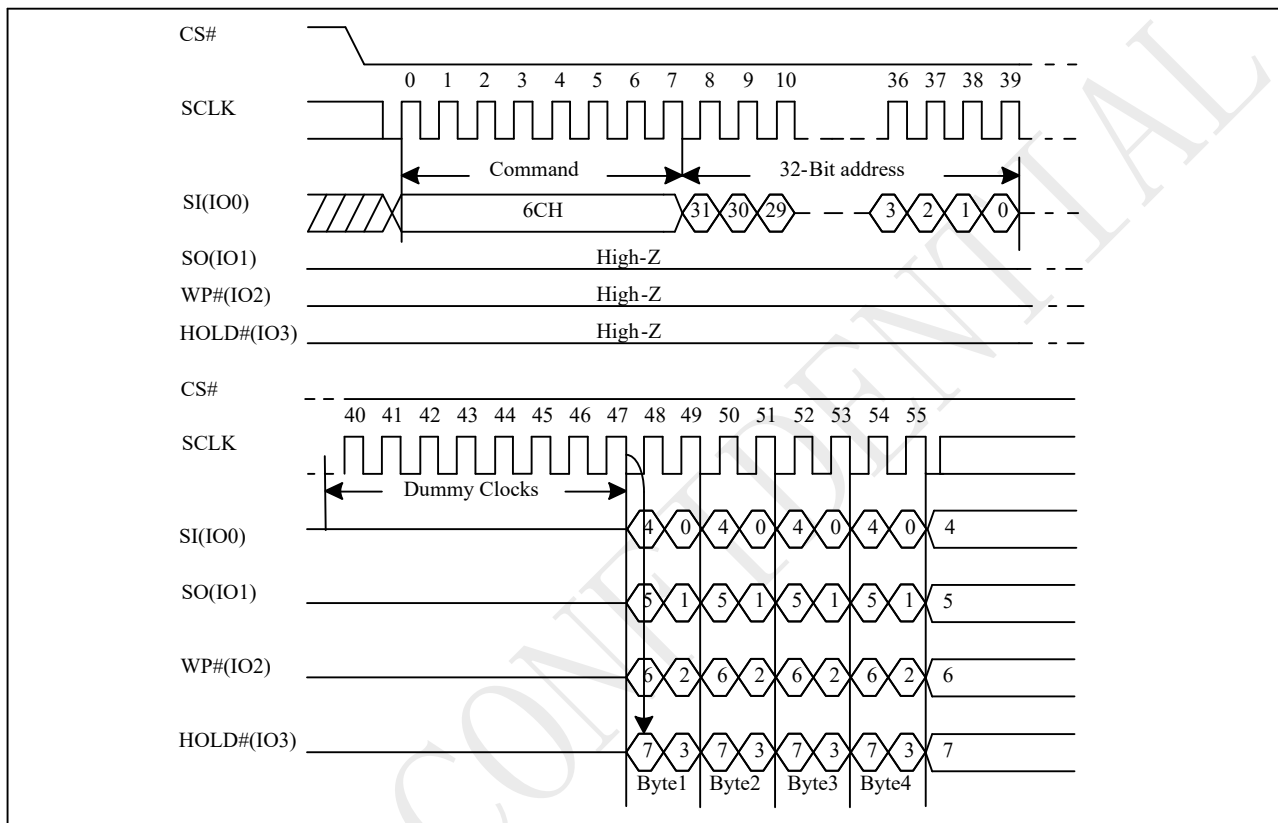 CS#
0 1 2 3 4 5 6 7 8 9 10 36 37 38 39
SCLK
Command 32-Bit address
SI(IO0) 6CH 31 30 29 3 2 1 0
SO(IO1) High-Z
WP#(IO2) High-Z
HOLD#(IO3) High-Z
CS#
40 41 42 43 44 45 46 47 48 49 50 51 52 53 54 55
SCLK
Dummy Clocks
SI(IO0) 4 0 4 0 4 0 4 0 4
SO(IO1) 5 1 5 1 5 1 5 1 5
WP#(IO2) 6 2 6 2 6 2 6 2 6
HOLD#(IO3) 7 3 7 3 7 3 7 3 7
Byte1 Byte2 Byte3 Byte4
CONFIDENTIAL